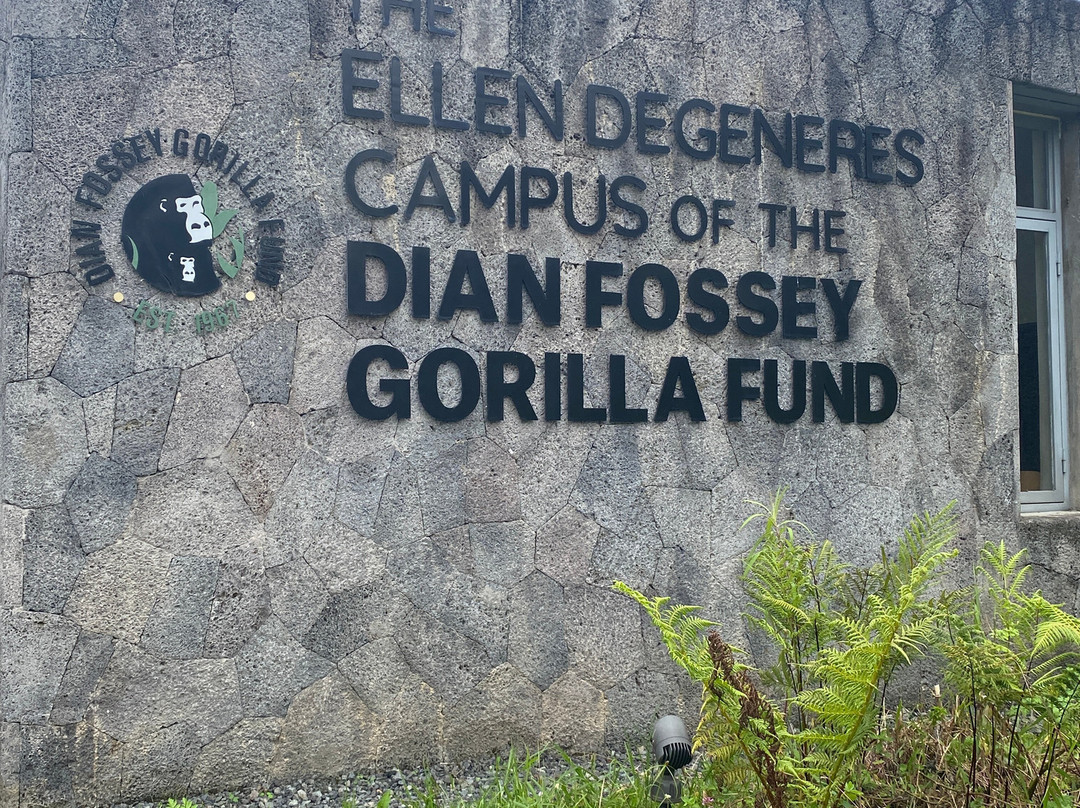 THE
ELLEN DEGENERES
CAMPUS OF THE
DIAN FOSSEY
GORILLA FUND
DIAN FOSSEY GORILLA FUND
EST. 1967